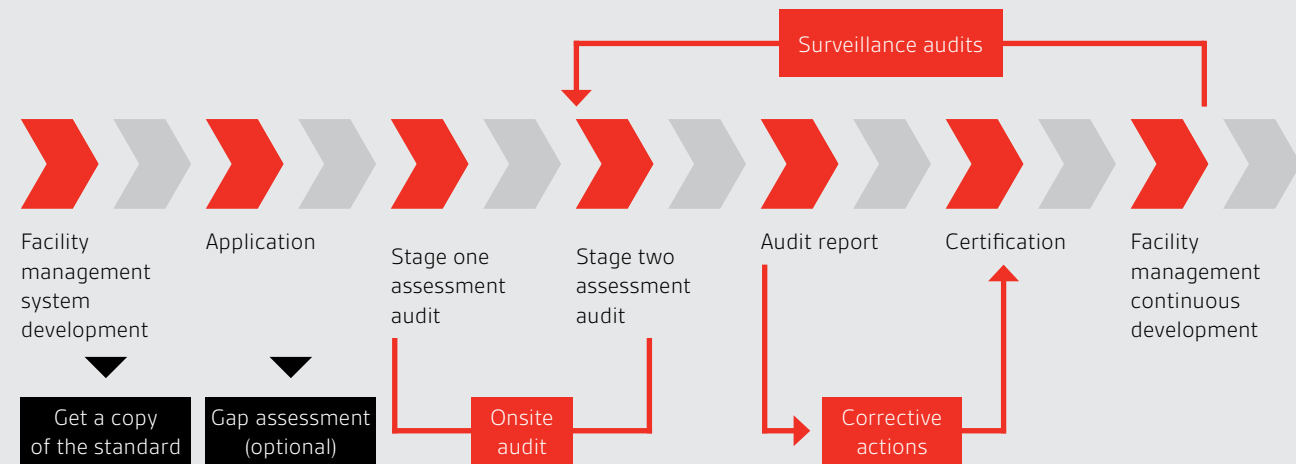 Surveillance audits
Facility
management
system
development
Application
Stage one
assessment
audit
Stage two
assessment
audit
Audit report
Certification
Facility
management
continuous
development
Get a copy
of the standard
Gap assessment
(optional)
Onsite
audit
Corrective
actions